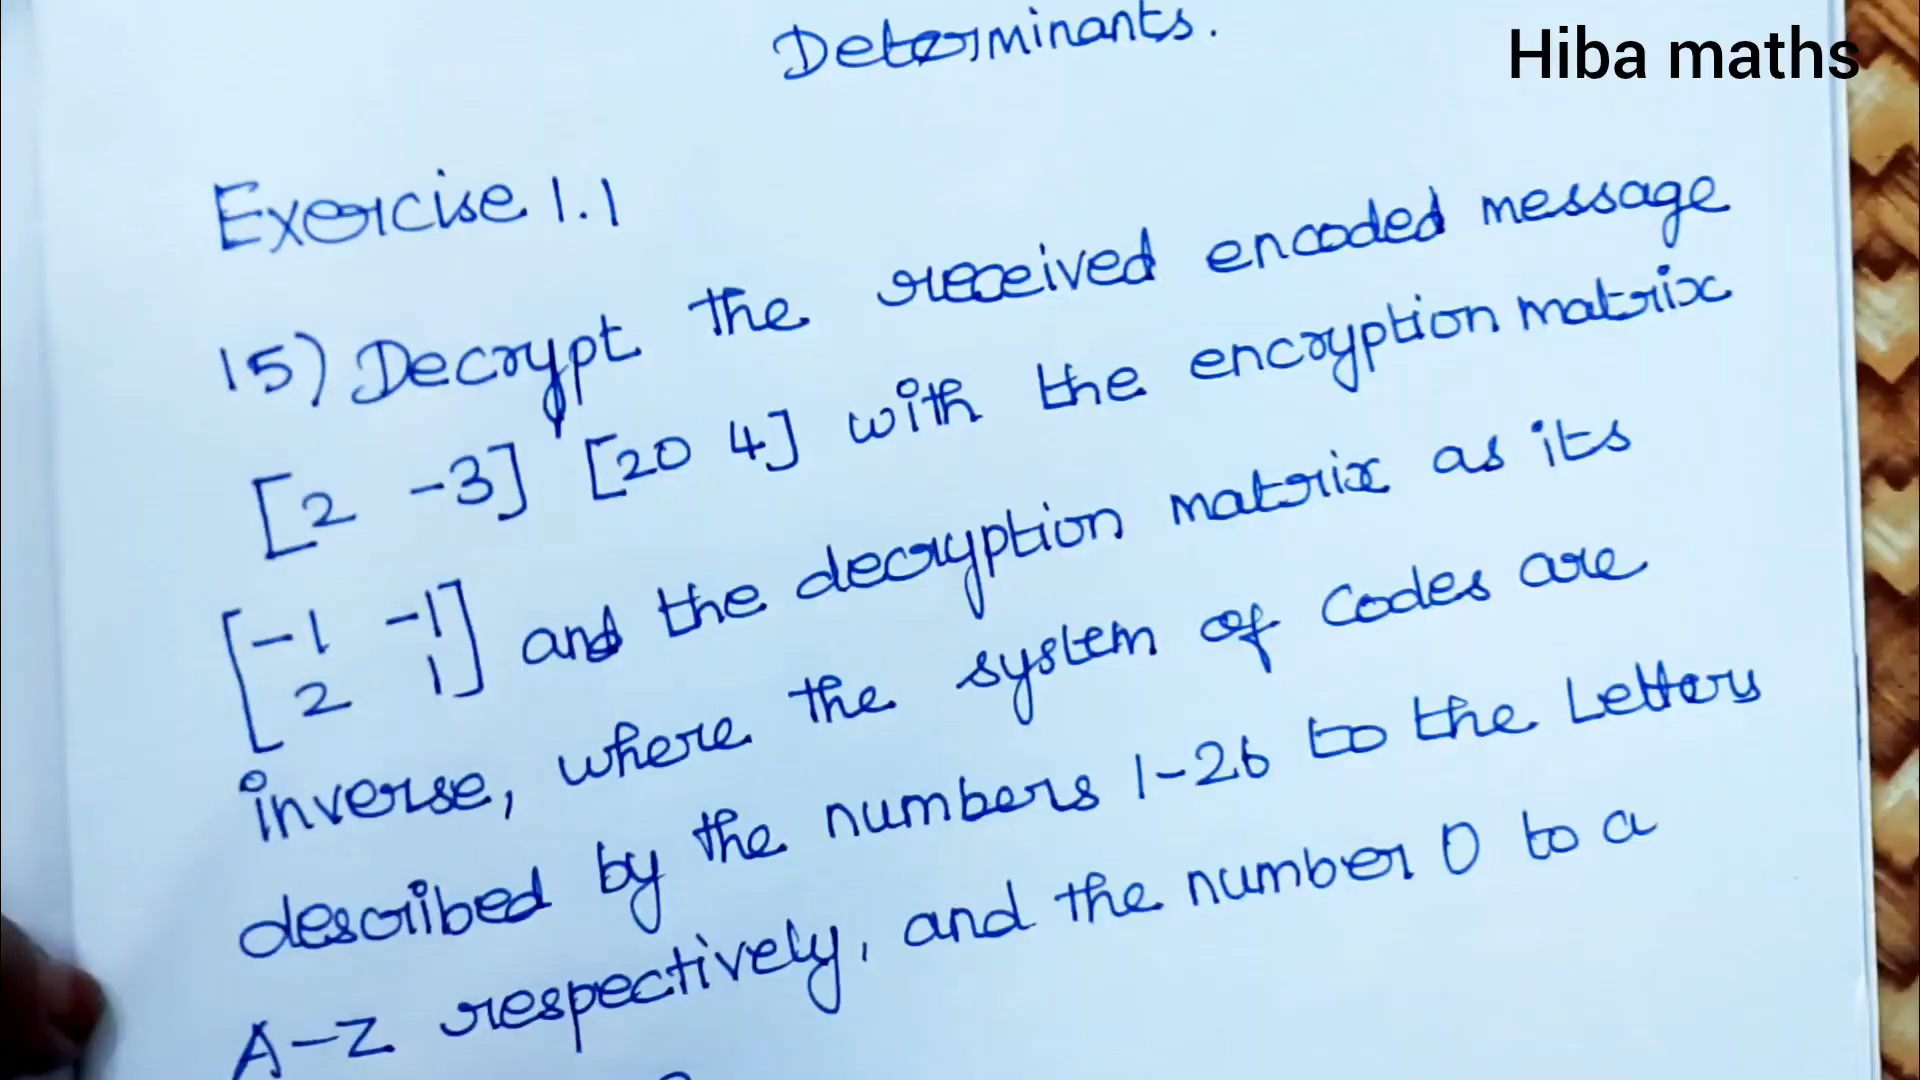 Determinants.
Hiba maths
Exercise 1.1
15) Decrypt the received encoded message
[2 -3] [20 4] with the encryption matrix
[-1 -1
2 1] and the decryption matrix as its
inverse, where the system of codes are
described by the numbers 1-26 to the Letters
A-Z respectively, and the number 0 to a